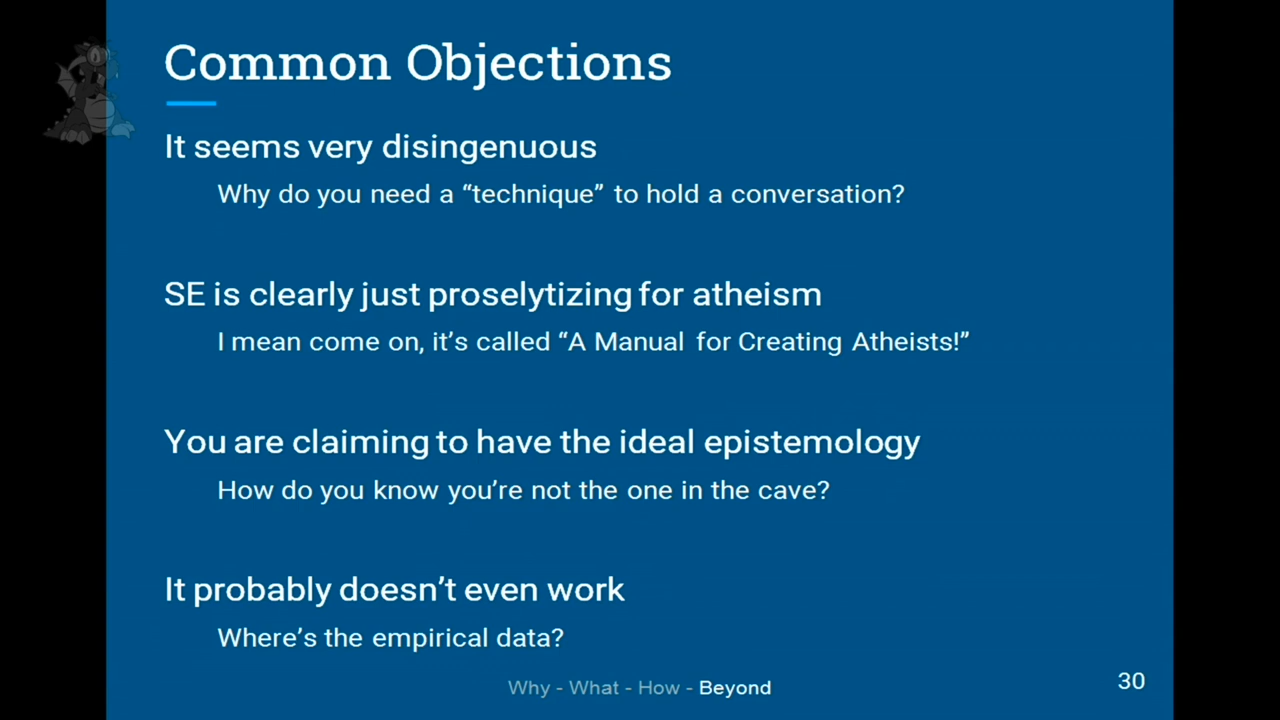 Common Objections
It seems very disingenuous
Why do you need a “technique” to hold a conversation?
SE is clearly just proselytizing for atheism
I mean come on, it’s called “A Manual for Creating Atheists!”
You are claiming to have the ideal epistemology
How do you know you’re not the one in the cave?
It probably doesn’t even work
Where’s the empirical data?
Why - What - How - Beyond
30